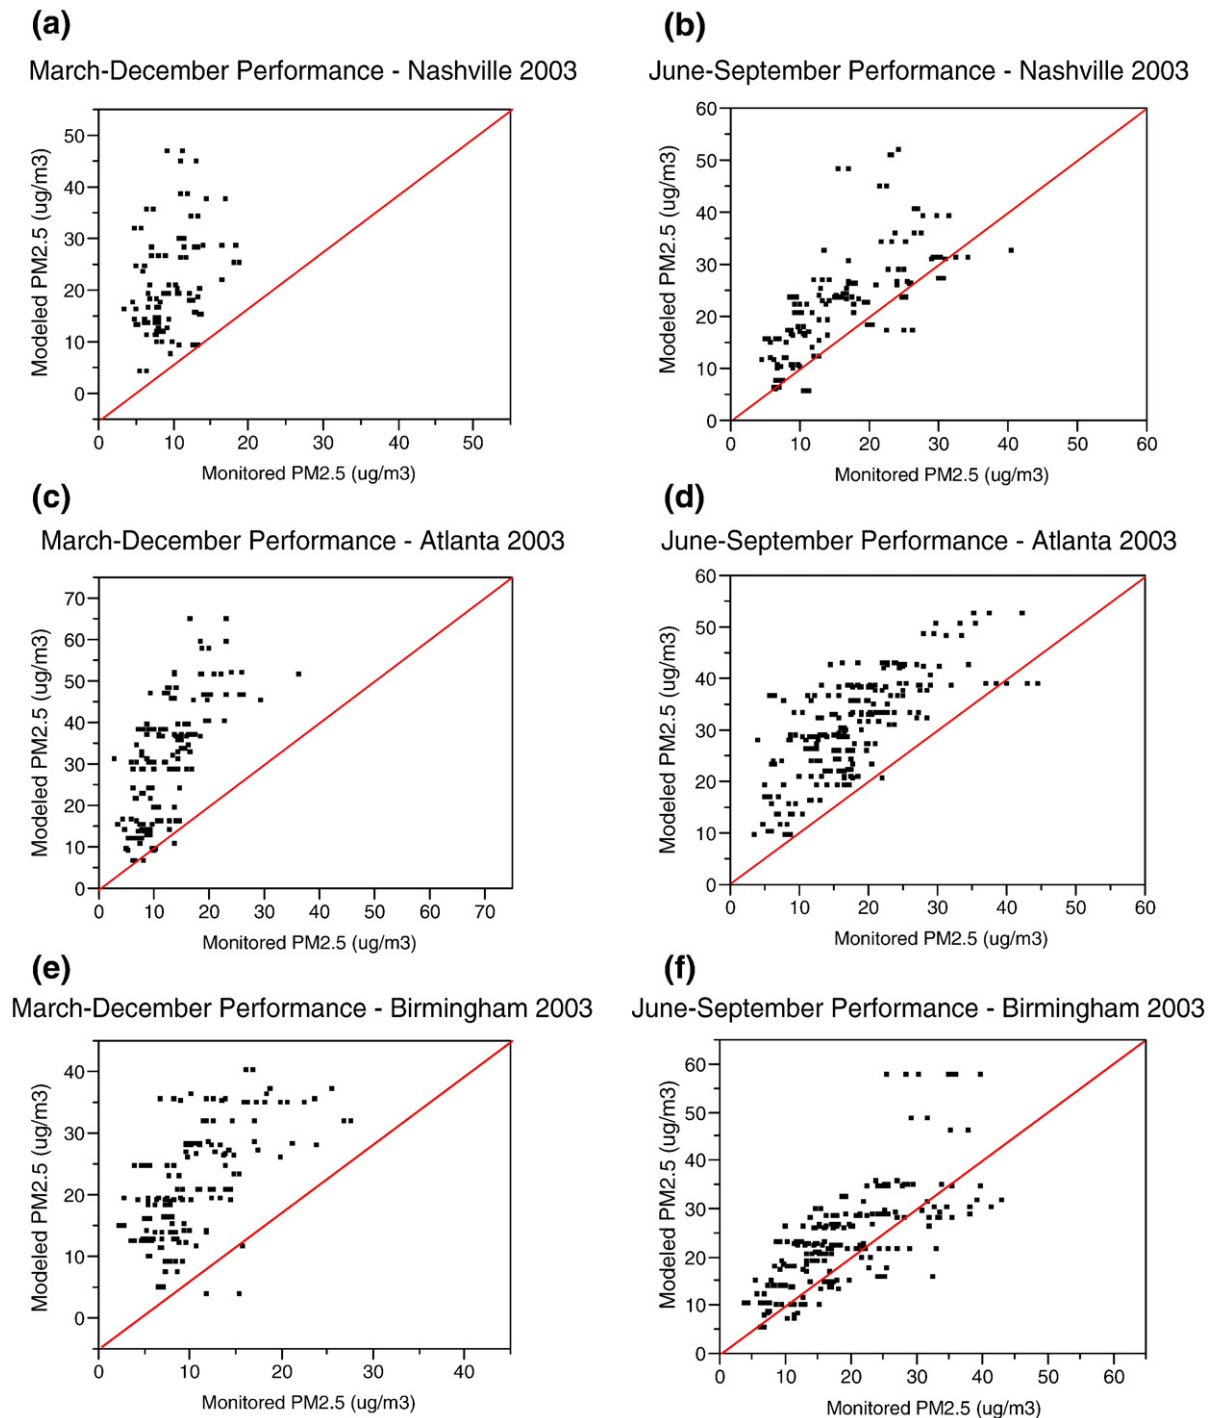 (a)
March-December Performance - Nashville 2003
Modeled PM2.5 (ug/m3)
50
40
30
20
10
0
0 10 20 30 40 50
Monitored PM2.5 (ug/m3)
(b)
June-September Performance - Nashville 2003
Modeled PM2.5 (ug/m3)
60
50
40
30
20
10
0
0 10 20 30 40 50 60
Monitored PM2.5 (ug/m3)
(c)
March-December Performance - Atlanta 2003
Modeled PM2.5 (ug/m3)
70
60
50
40
30
20
10
0
0 10 20 30 40 50 60 70
Monitored PM2.5 (ug/m3)
(d)
June-September Performance - Atlanta 2003
Modeled PM2.5 (ug/m3)
60
50
40
30
20
10
0
0 10 20 30 40 50 60
Monitored PM2.5 (ug/m3)
(e)
March-December Performance - Birmingham 2003
Modeled PM2.5 (ug/m3)
40
30
20
10
0
0 10 20 30 40
Monitored PM2.5 (ug/m3)
(f)
June-September Performance - Birmingham 2003
Modeled PM2.5 (ug/m3)
60
50
40
30
20
10
0
0 10 20 30 40 50 60
Monitored PM2.5 (ug/m3)